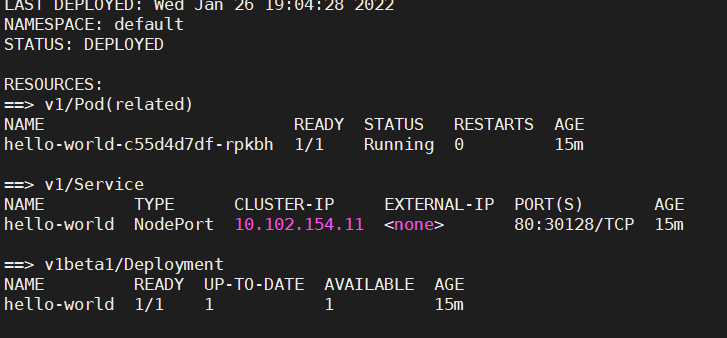 LAST DEPLOYED: Wed Jan 26 19:04:28 2022
NAMESPACE: default
STATUS: DEPLOYED
RESOURCES:
==> v1/Pod(related)
NAME READY STATUS RESTARTS AGE
hello-world-c55d4d7df-rpkbh 1/1 Running 0 15m
==> v1/Service
NAME TYPE CLUSTER-IP EXTERNAL-IP PORT(S) AGE
hello-world NodePort 10.102.154.11 <none> 80:30128/TCP 15m
==> v1beta1/Deployment
NAME READY UP-TO-DATE AVAILABLE AGE
hello-world 1/1 1 1 15m